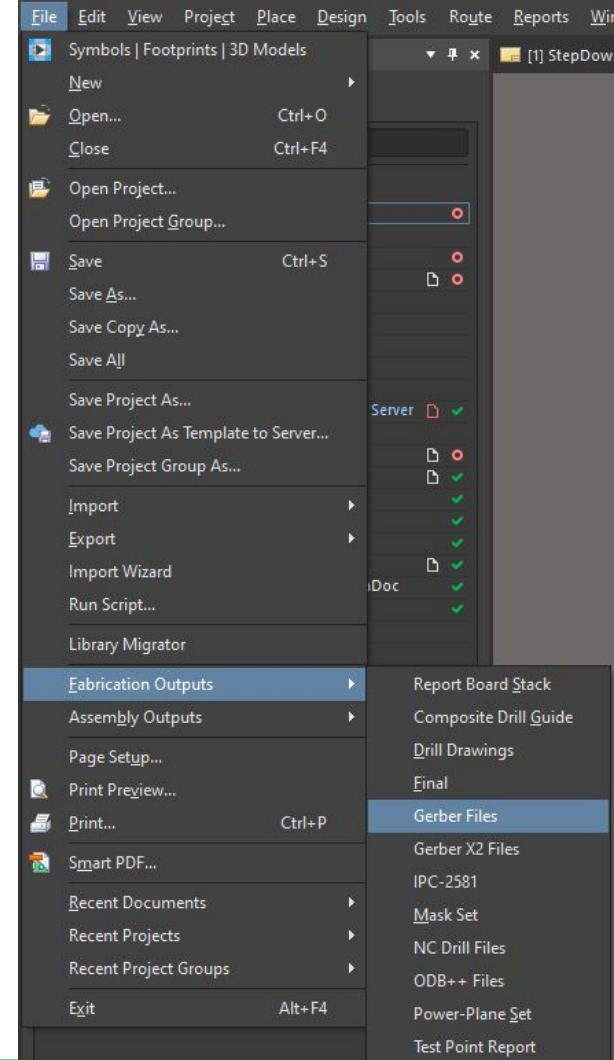 File Edit View Project Place Design Tools Route Reports Win
Symbols | Footprints | 3D Models
[1] StepDow
New
Open... Ctrl+O
Close Ctrl+F4
Open Project...
Open Project Group...
Save Ctrl+S
Save As...
Save Copy As...
Save All
Save Project As...
Server
Save Project As Template to Server...
Save Project Group As...
Import
Export
Import Wizard
Doc
Run Script...
Library Migrator
Fabrication Outputs
Assembly Outputs
Page Setup...
Print Preview...
Print... Ctrl+P
Smart PDF...
Recent Documents
Recent Projects
Recent Project Groups
Exit Alt+F4
Report Board Stack
Composite Drill Guide
Drill Drawings
Final
Gerber Files
Gerber X2 Files
IPC-2581
Mask Set
NC Drill Files
ODB++ Files
Power-Plane Set
Test Point Report